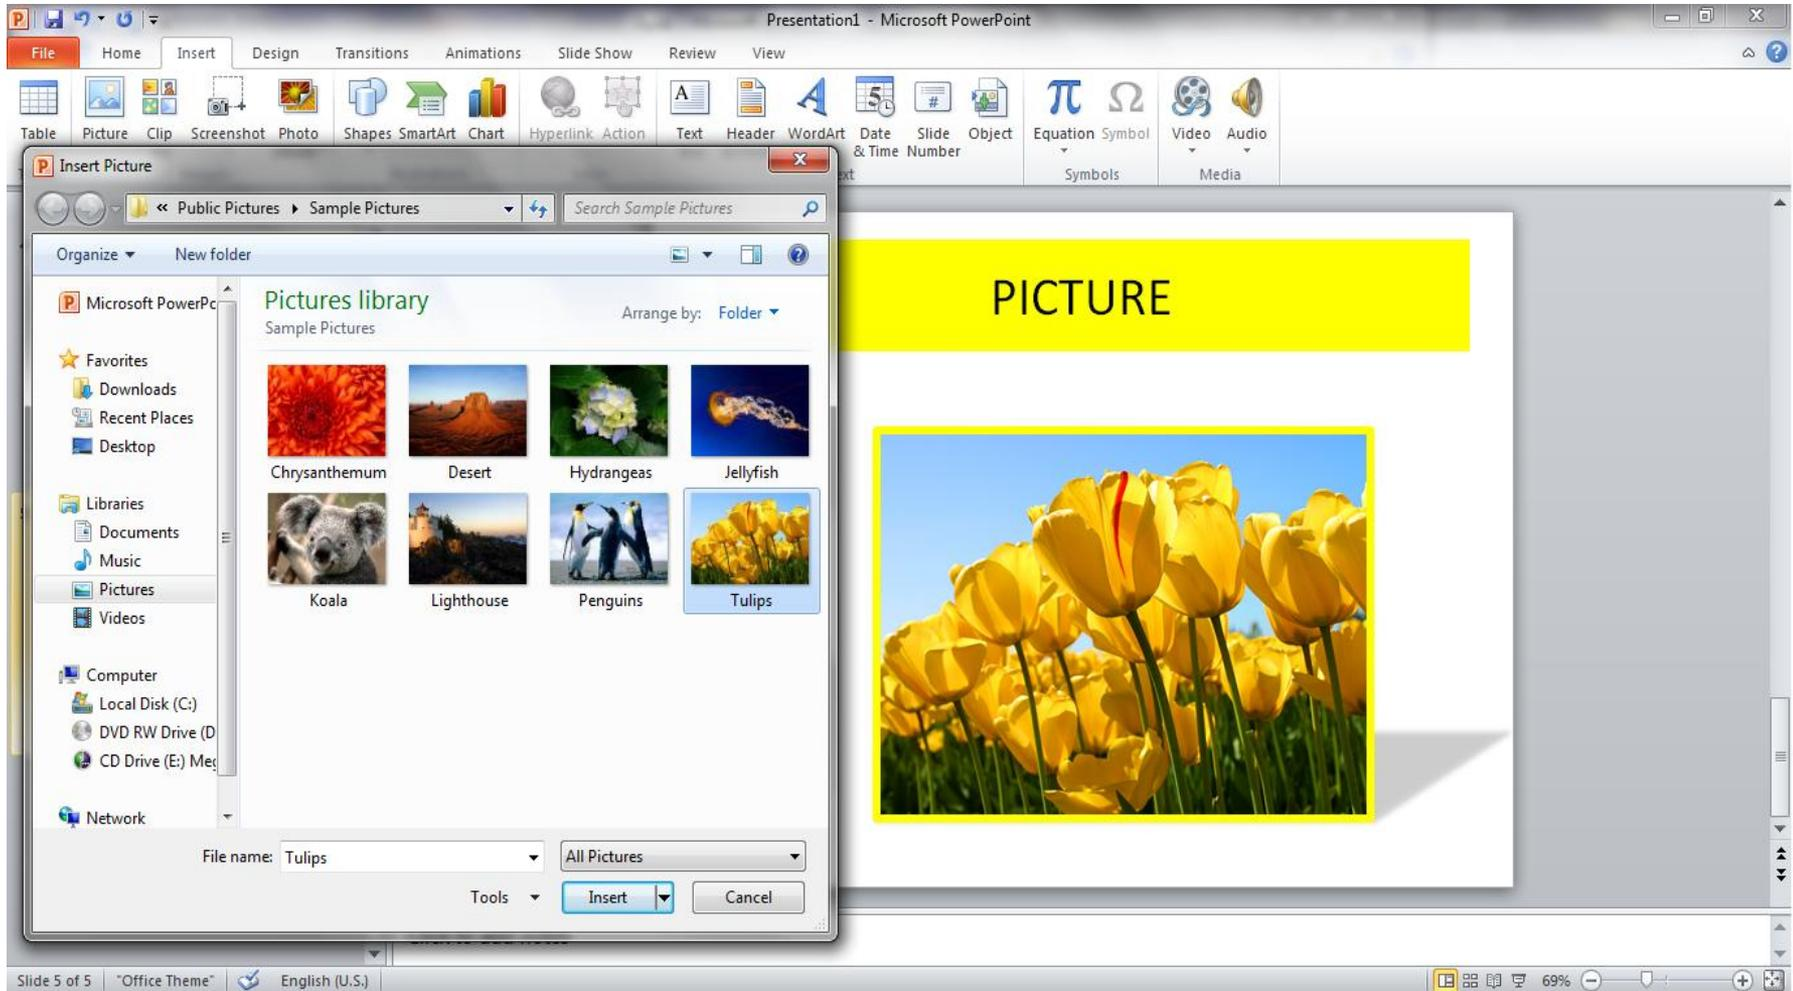 Presentation1 - Microsoft PowerPoint
File Home Insert Design Transitions Animations Slide Show Review View
Table Picture Clip Screenshot Photo Shapes SmartArt Chart Hyperlink Action Text Header WordArt Date & Time Slide Number Object Equation Symbol Video Audio
Symbols Media
Insert Picture
« Public Pictures Sample Pictures Search Sample Pictures
Organize New folder
Microsoft PowerPo
Favorites
Downloads
Recent Places
Desktop
Libraries
Documents
Music
Pictures
Videos
Computer
Local Disk (C:)
DVD RW Drive (D
CD Drive (E:) Meg
Network
Pictures library
Sample Pictures
Arrange by: Folder
Chrysanthemum Desert Hydrangeas Jellyfish
Koala Lighthouse Penguins Tulips
File name: Tulips All Pictures
Tools Insert Cancel
PICTURE
Slide 5 of 5 "Office Theme" English (U.S.) 69%